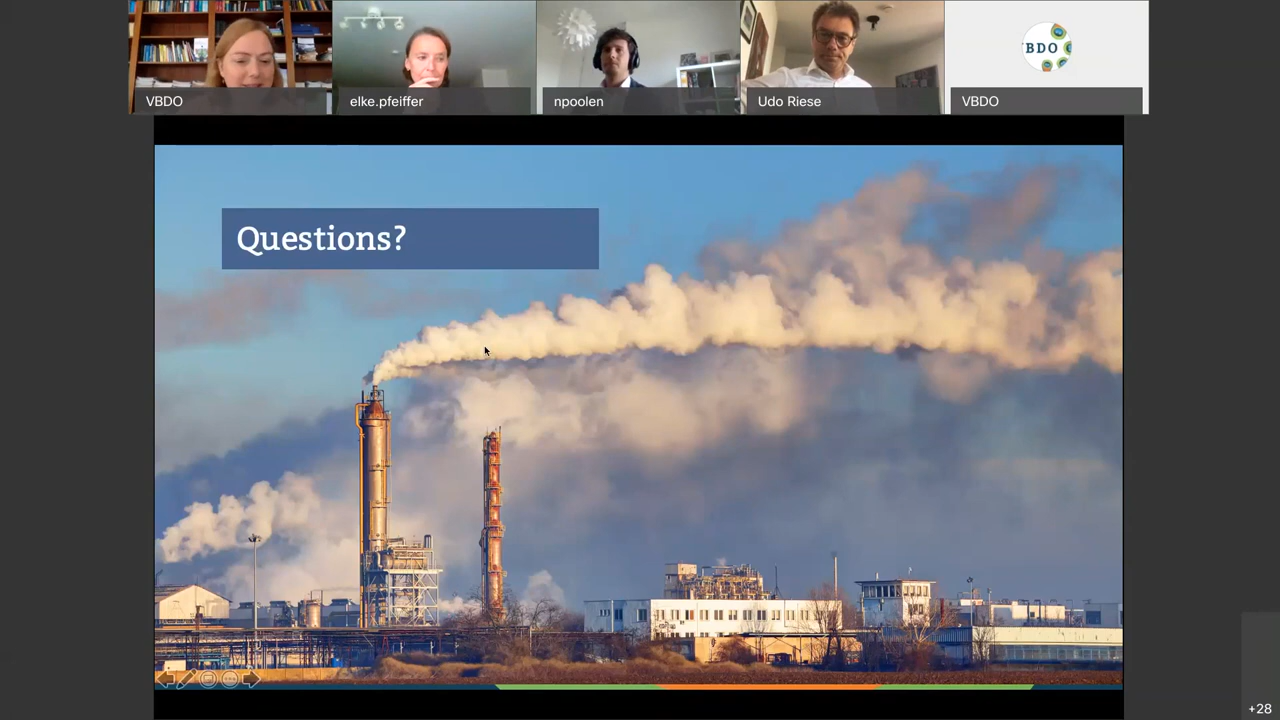 BDO
VBDO
elke.pfeiffer
npoolen
Udo Riese
VBDO
Questions?
+28